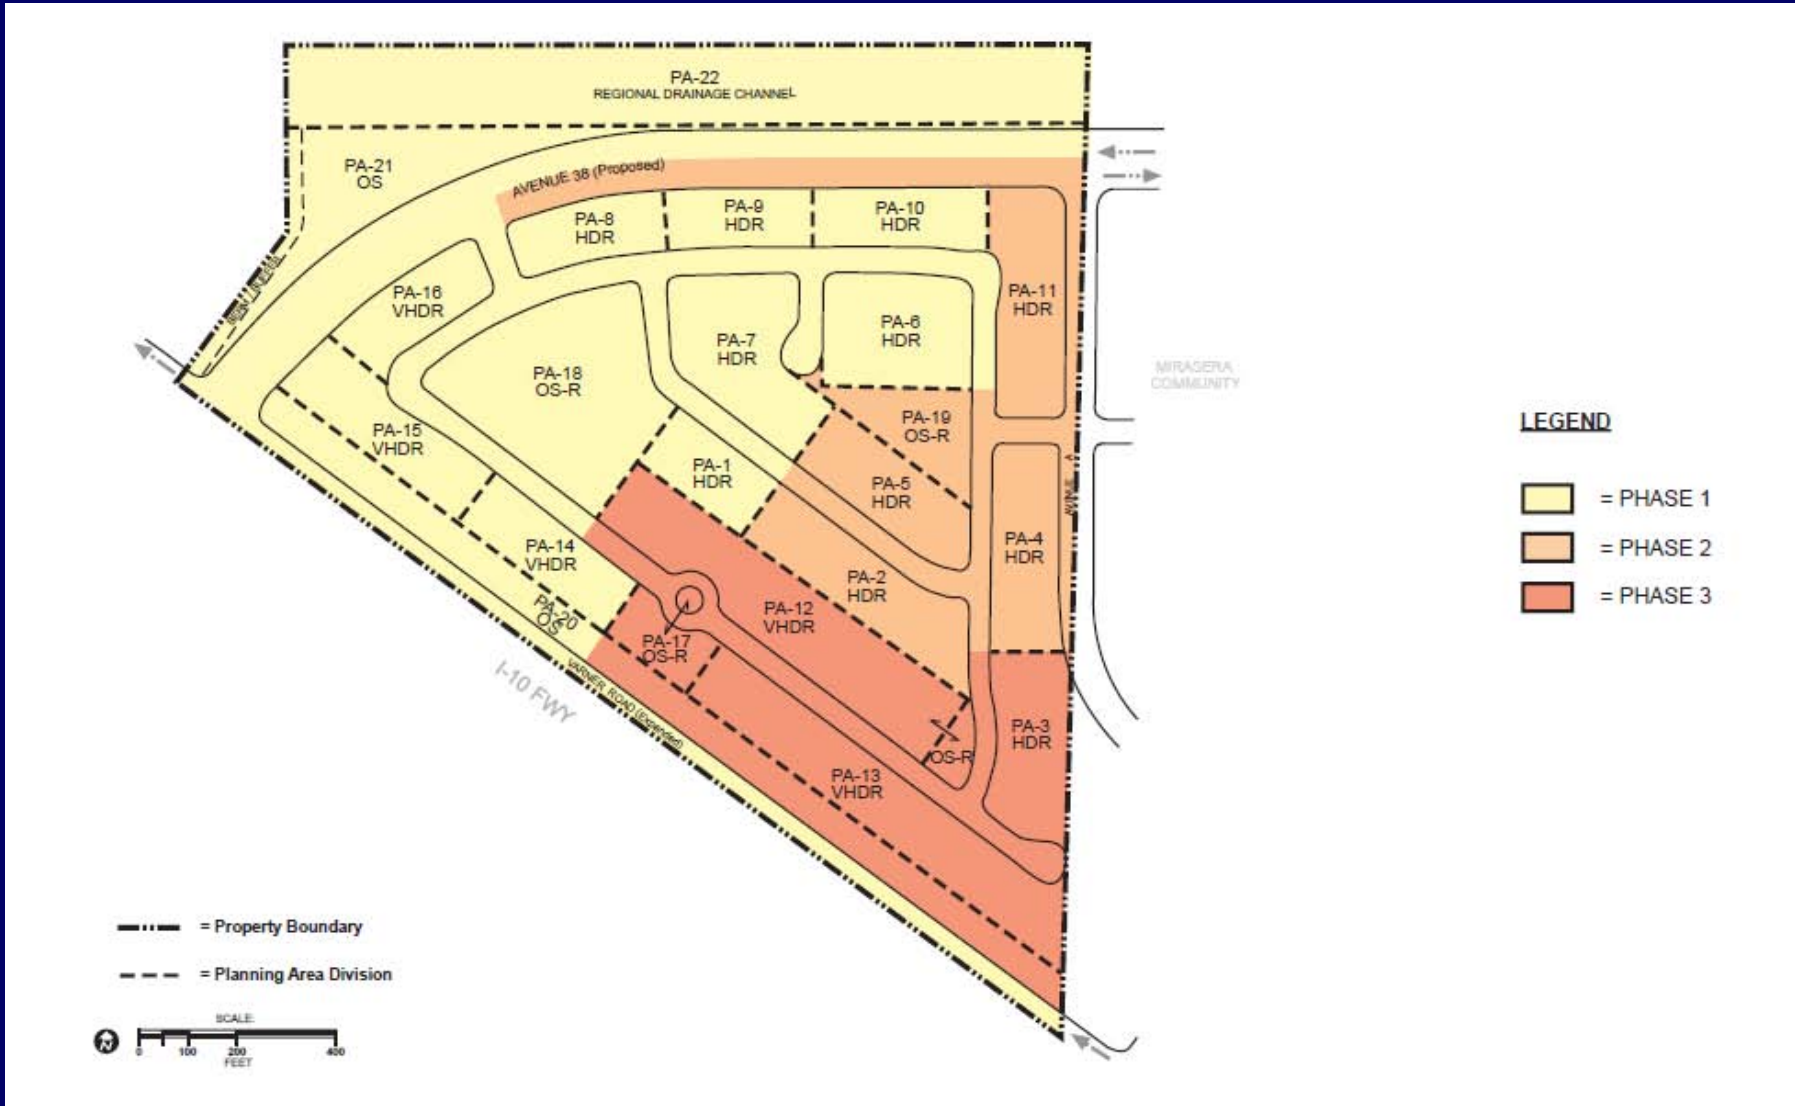 PA-22
REGIONAL DRAINAGE CHANNEL
PA-21
OS
AVENUE 38 (Proposed)
PA-8
HDR
PA-9
HDR
PA-10
HDR
PA-16
VHDR
PA-11
HDR
PA-7
HDR
PA-6
HDR
PA-18
OS-R
MIRASERA
COMMUNITY
PA-15
VHDR
PA-19
OS-R
PA-1
HDR
PA-5
HDR
PA-14
VHDR
PA-4
HDR
PA-2
HDR
PA-20
OS
PA-12
VHDR
PA-17
OS-R
I-10 FWY
VARNER ROAD
PA-3
HDR
OS-R
PA-13
VHDR
LEGEND
= PHASE 1
= PHASE 2
= PHASE 3
= Property Boundary
= Planning Area Division
SCALE:
0 100 200 400
FEET
N